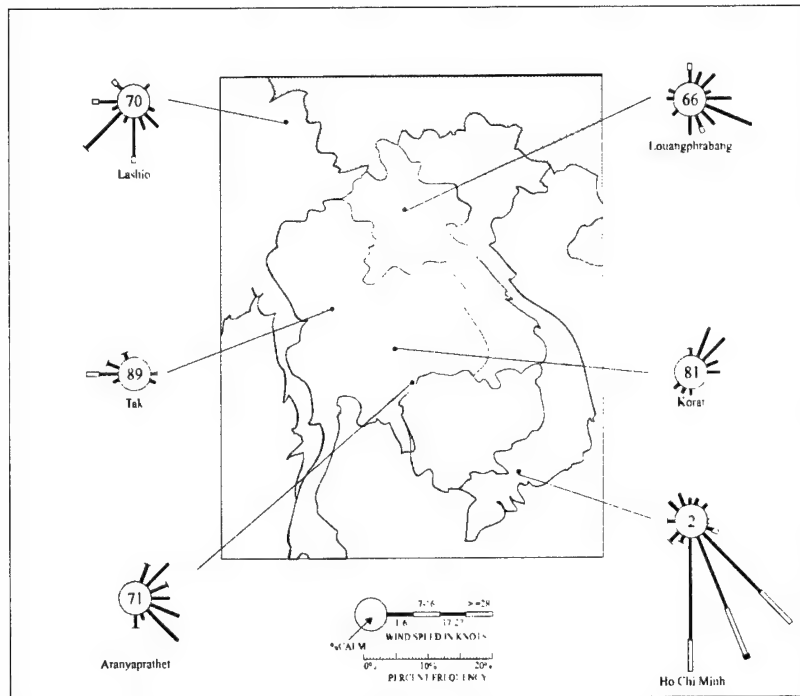 70
Lashio
66
Louangphrabang
89
Tak
81
Korat
71
Aranyaprathet
2
Ho Chi Minh
7-16 >=28
1-6 17-27
WIND SPEED IN KNOTS
%CALM
0% 10% 20%
PERCENT FREQUENCY